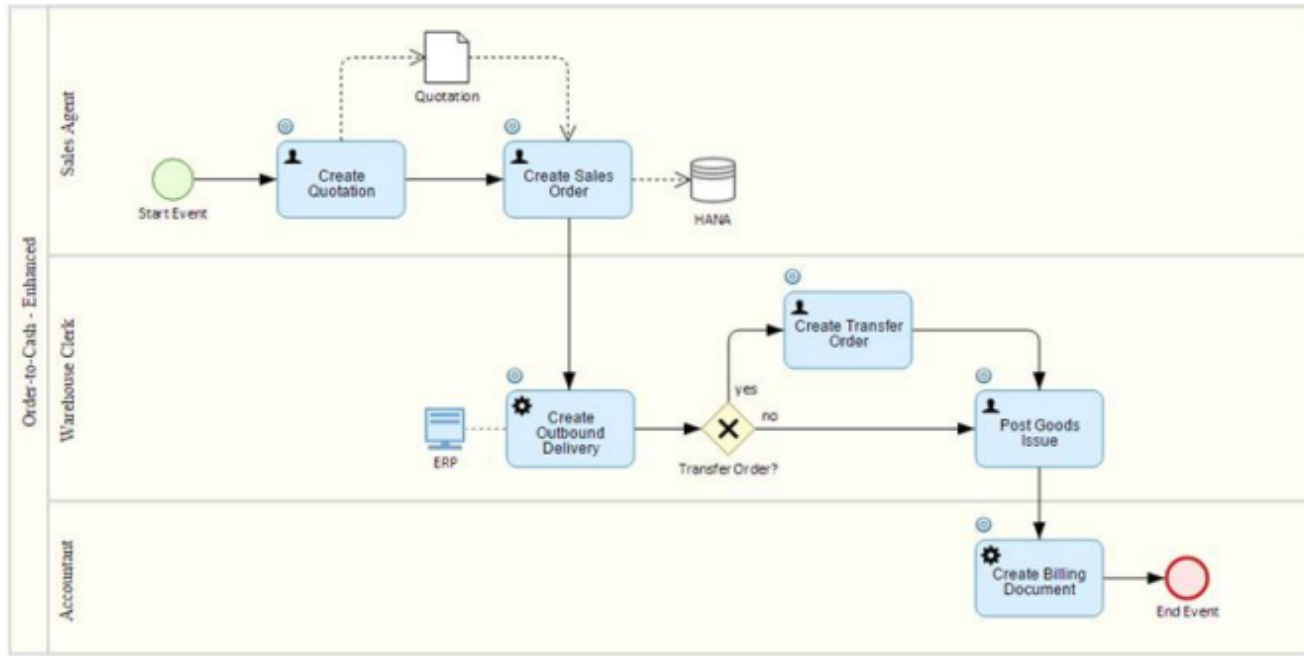 Order-to-Cash - Enhanced
Sales Agent
Quotation
Create
Quotation
Create Sales
Order
Start Event
HANA
Warehouse Clerk
Create Transfer
Order
yes
no
Create
Outbound
Delivery
Post Goods
Issue
ERP
Transfer Order?
Accountant
Create Billing
Document
End Event